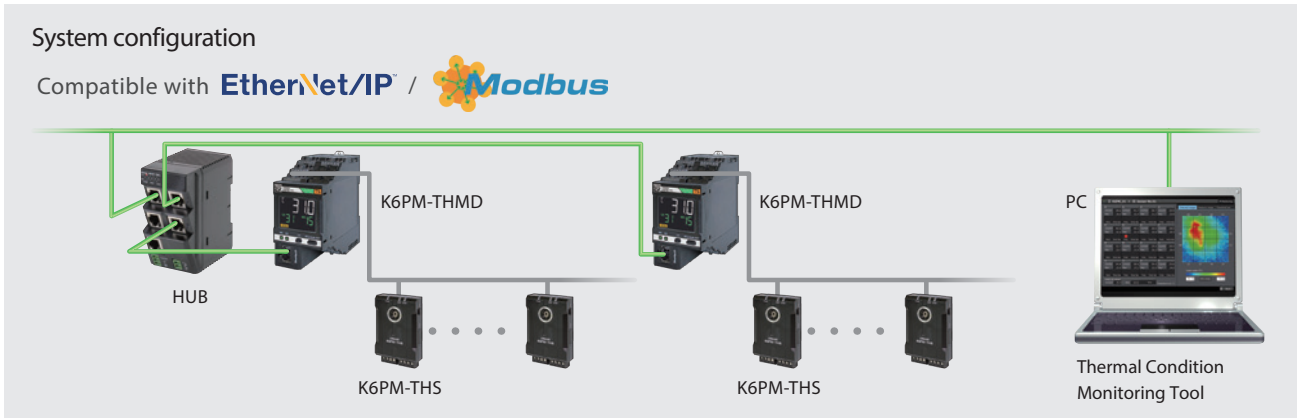 System configuration
Compatible with EtherNet/IP™ / Modbus
K6PM-THMD
K6PM-THMD
PC
HUB
K6PM-THS
K6PM-THS
Thermal Condition
Monitoring Tool